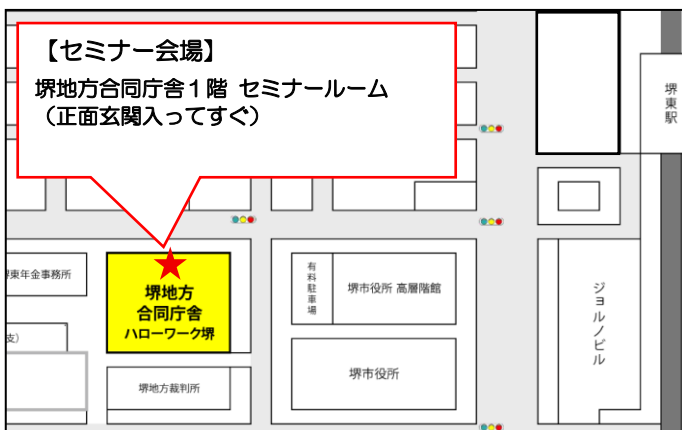 【セミナー会場】
堺地方合同庁舎１階 セミナールーム
（正面玄関入ってすぐ）
堺東駅
東年金事務所
堺地方
合同庁舎
ハローワーク堺
有料駐車場
堺市役所 高層階館
ジョルノビル
支）
堺地方裁判所
堺市役所